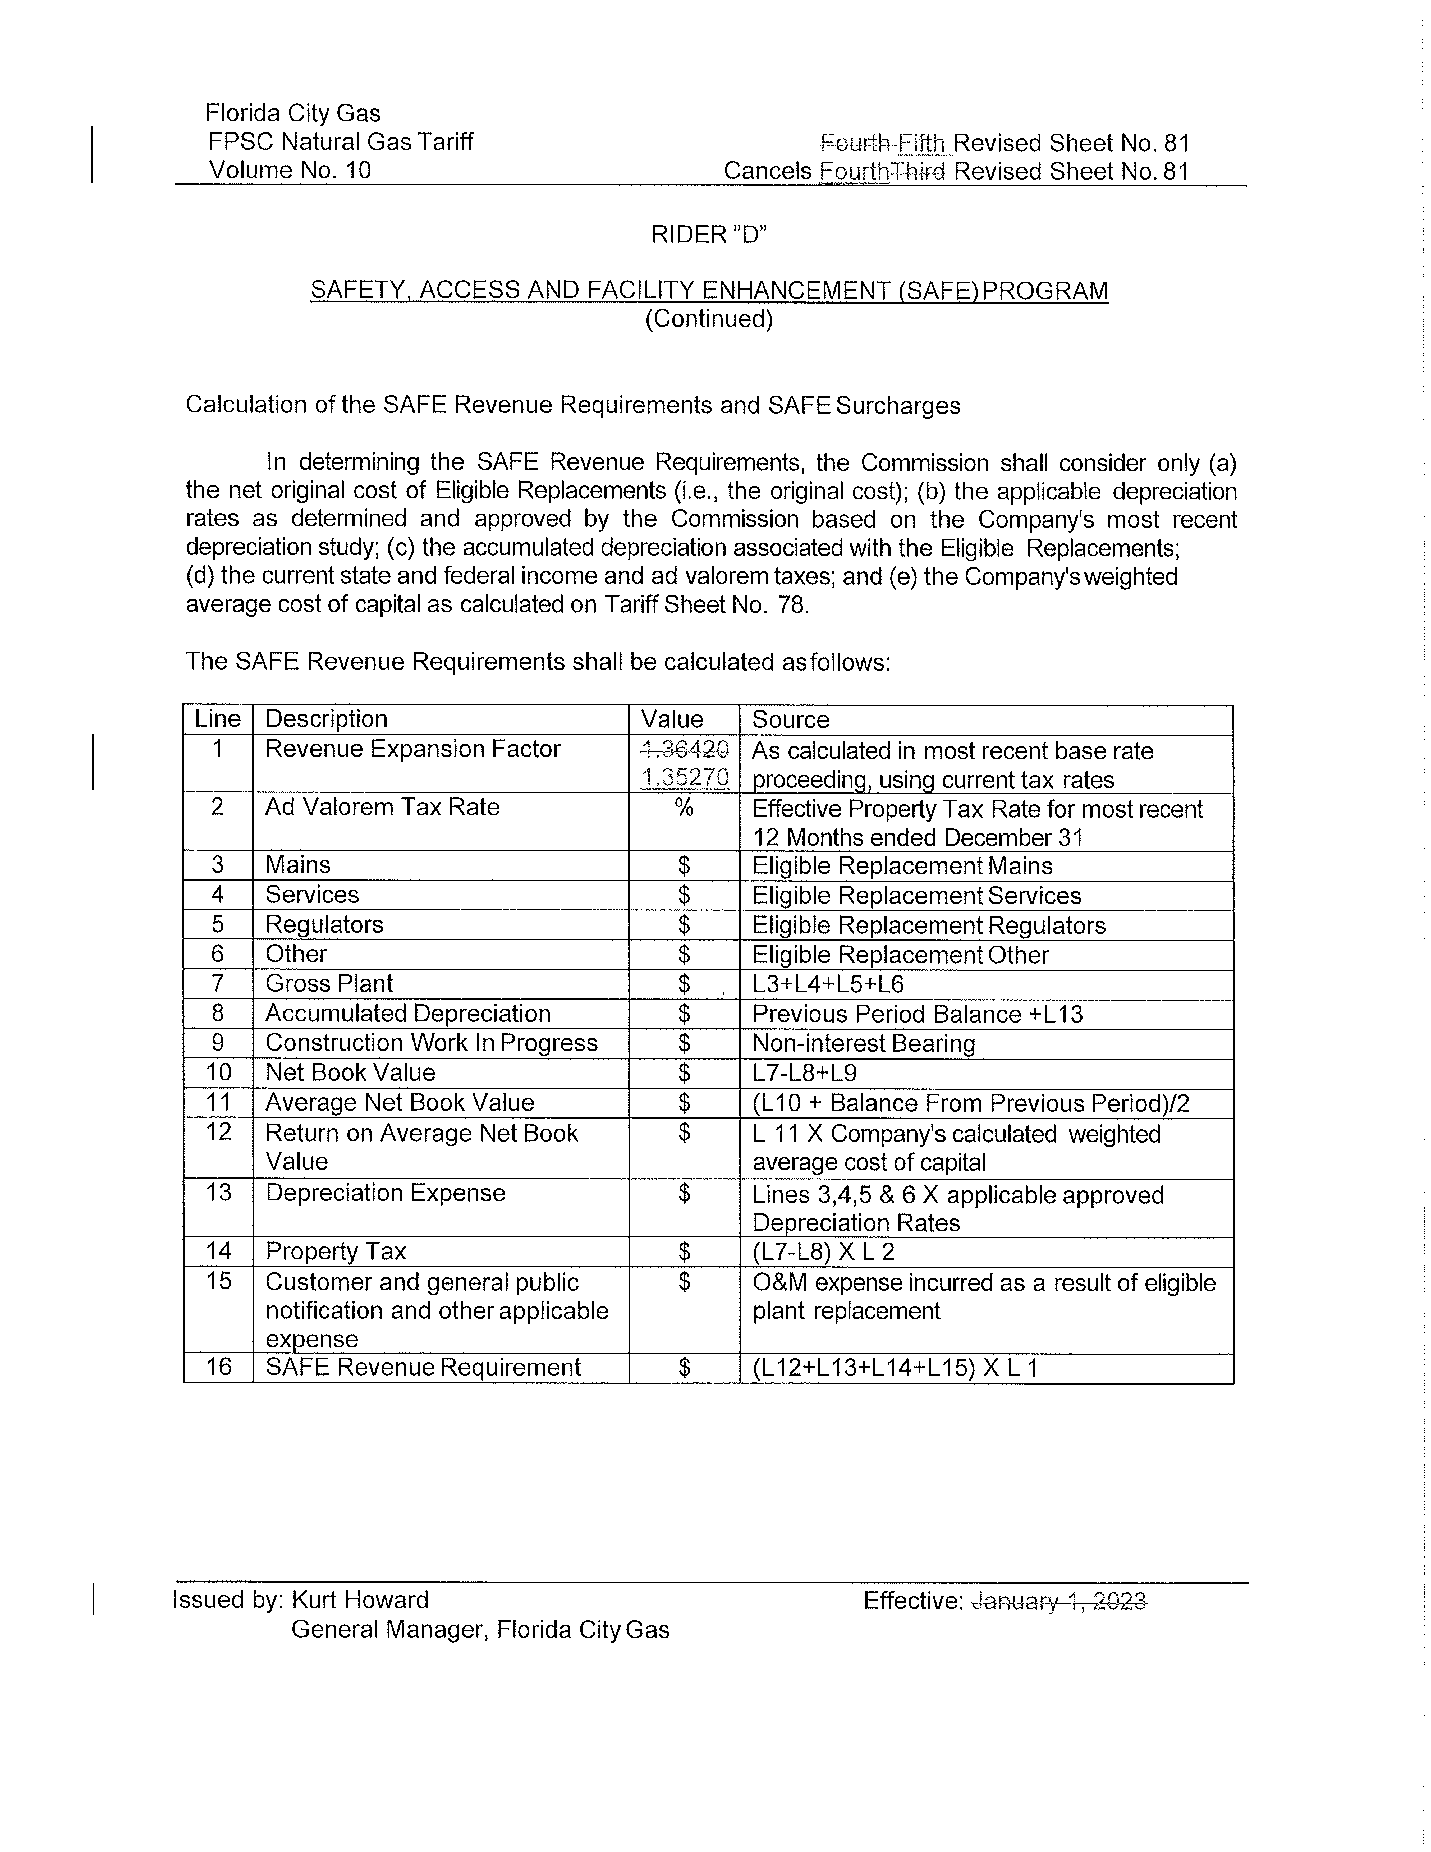 Florida City Gas
FPSC Natural Gas Tariff Fourth Fifth Revised Sheet No. 81
Volume No. 10 Cancels FourthThird Revised Sheet No. 81
RIDER "D"
SAFETY, ACCESS AND FACILITY ENHANCEMENT (SAFE) PROGRAM
(Continued)
Calculation of the SAFE Revenue Requirements and SAFE Surcharges
In determining the SAFE Revenue Requirements, the Commission shall consider only (a)
the net original cost of Eligible Replacements (i.e., the original cost); (b) the applicable depreciation
rates as determined and approved by the Commission based on the Company's most recent
depreciation study; (c) the accumulated depreciation associated with the Eligible Replacements;
(d) the current state and federal income and ad valorem taxes; and (e) the Company's weighted
average cost of capital as calculated on Tariff Sheet No. 78.
The SAFE Revenue Requirements shall be calculated as follows:
Line Description Value Source
1 Revenue Expansion Factor 1.36420 As calculated in most recent base rate
1.35270 proceeding, using current tax rates
2 Ad Valorem Tax Rate % Effective Property Tax Rate for most recent
12 Months ended December 31
3 Mains $ Eligible Replacement Mains
4 Services $ Eligible Replacement Services
5 Regulators $ Eligible Replacement Regulators
6 Other $ Eligible Replacement Other
7 Gross Plant $ L3+L4+L5+L6
8 Accumulated Depreciation $ Previous Period Balance +L13
9 Construction Work In Progress $ Non-interest Bearing
10 Net Book Value $ L7-L8+L9
11 Average Net Book Value $ (L10 + Balance From Previous Period)/2
12 Return on Average Net Book $ L 11 X Company's calculated weighted
Value average cost of capital
13 Depreciation Expense $ Lines 3,4,5 & 6 X applicable approved
Depreciation Rates
14 Property Tax $ (L7-L8) X L 2
15 Customer and general public $ O&M expense incurred as a result of eligible
notification and other applicable plant replacement
expense
16 SAFE Revenue Requirement $ (L12+L13+L14+L15) X L 1
Issued by: Kurt Howard Effective: January 1, 2023
General Manager, Florida City Gas